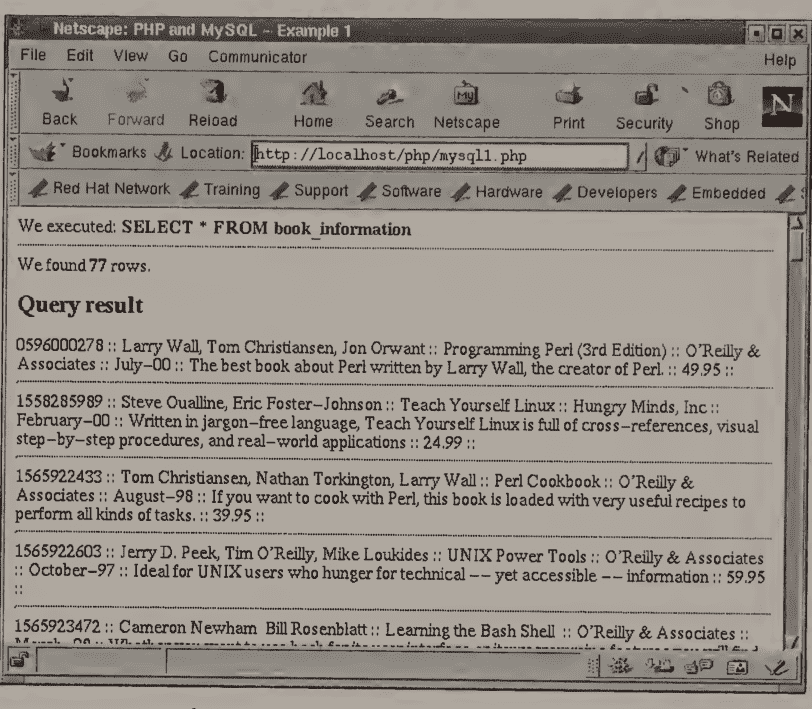 Netscape: PHP and MySQL - Example 1
File Edit View Go Communicator Help
Back Forward Reload Home Search Netscape Print Security Shop
My
N
Bookmarks Location: http://localhost/php/mysql1.php What's Related
Red Hat Network Training Support Software Hardware Developers Embedded
We executed: SELECT * FROM book_information
We found 77 rows.
Query result
0596000278 :: Larry Wall, Tom Christiansen, Jon Orwant :: Programming Perl (3rd Edition) :: O'Reilly &
Associates :: July-00 :: The best book about Perl written by Larry Wall, the creator of Perl. :: 49.95 ::
1558285989 :: Steve Oualline, Eric Foster-Johnson :: Teach Yourself Linux :: Hungry Minds, Inc ::
February-00 :: Written in jargon-free language, Teach Yourself Linux is full of cross-references, visual
step-by-step procedures, and real-world applications :: 24.99 ::
1565922433 :: Tom Christiansen, Nathan Torkington, Larry Wall :: Perl Cookbook :: O'Reilly &
Associates :: August-98 :: If you want to cook with Perl, this book is loaded with very useful recipes to
perform all kinds of tasks. :: 39.95 ::
1565922603 :: Jerry D. Peek, Tim O'Reilly, Mike Loukides :: UNIX Power Tools :: O'Reilly & Associates
:: October-97 :: Ideal for UNIX users who hunger for technical -- yet accessible -- information :: 59.95
::
1565923472 :: Cameron Newham Bill Rosenblatt :: Learning the Bash Shell :: O'Reilly & Associates ::